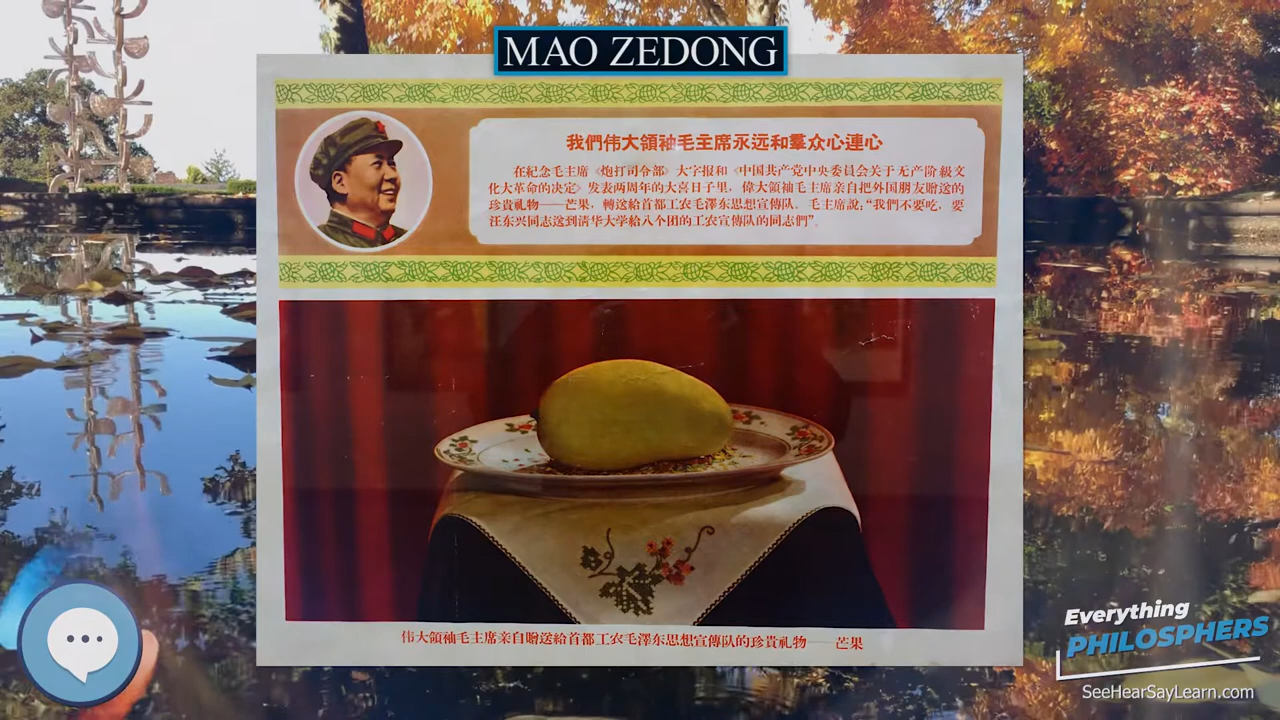 MAO ZEDONG
我們伟大領袖毛主席永远和羣众心連心
在紀念毛主席《炮打司令部》大字报和《中国共产党中央委員会关于无产阶級文
化大革命的决定》发表两周年的大喜日子里，偉大領袖毛主席亲自把外国朋友贈送的
珍貴礼物——芒果，轉送給首都工农毛澤东思想宣傳队。毛主席說：“我們不要吃，要
汪东兴同志送到清华大学給八个团的工农宣傳队的同志們”。
伟大領袖毛主席亲自贈送給首都工农毛澤东思想宣傳队的珍貴礼物——芒果
Everything
PHILOSPHERS
SeeHearSayLearn.com